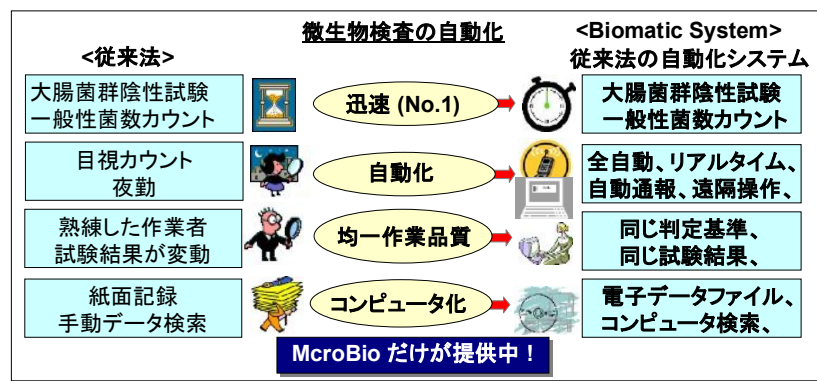 微生物検査の自動化
<従来法>
<Biomatic System>
従来法の自動化システム
大腸菌群陰性試験
一般性菌数カウント
迅速 (No.1)
大腸菌群陰性試験
一般性菌数カウント
目視カウント
夜勤
自動化
全自動、リアルタイム、
自動通報、遠隔操作、
熟練した作業者
試験結果が変動
均一作業品質
同じ判定基準、
同じ試験結果、
紙面記録
手動データ検索
コンピュータ化
電子データファイル、
コンピュータ検索、
McroBio だけが提供中！